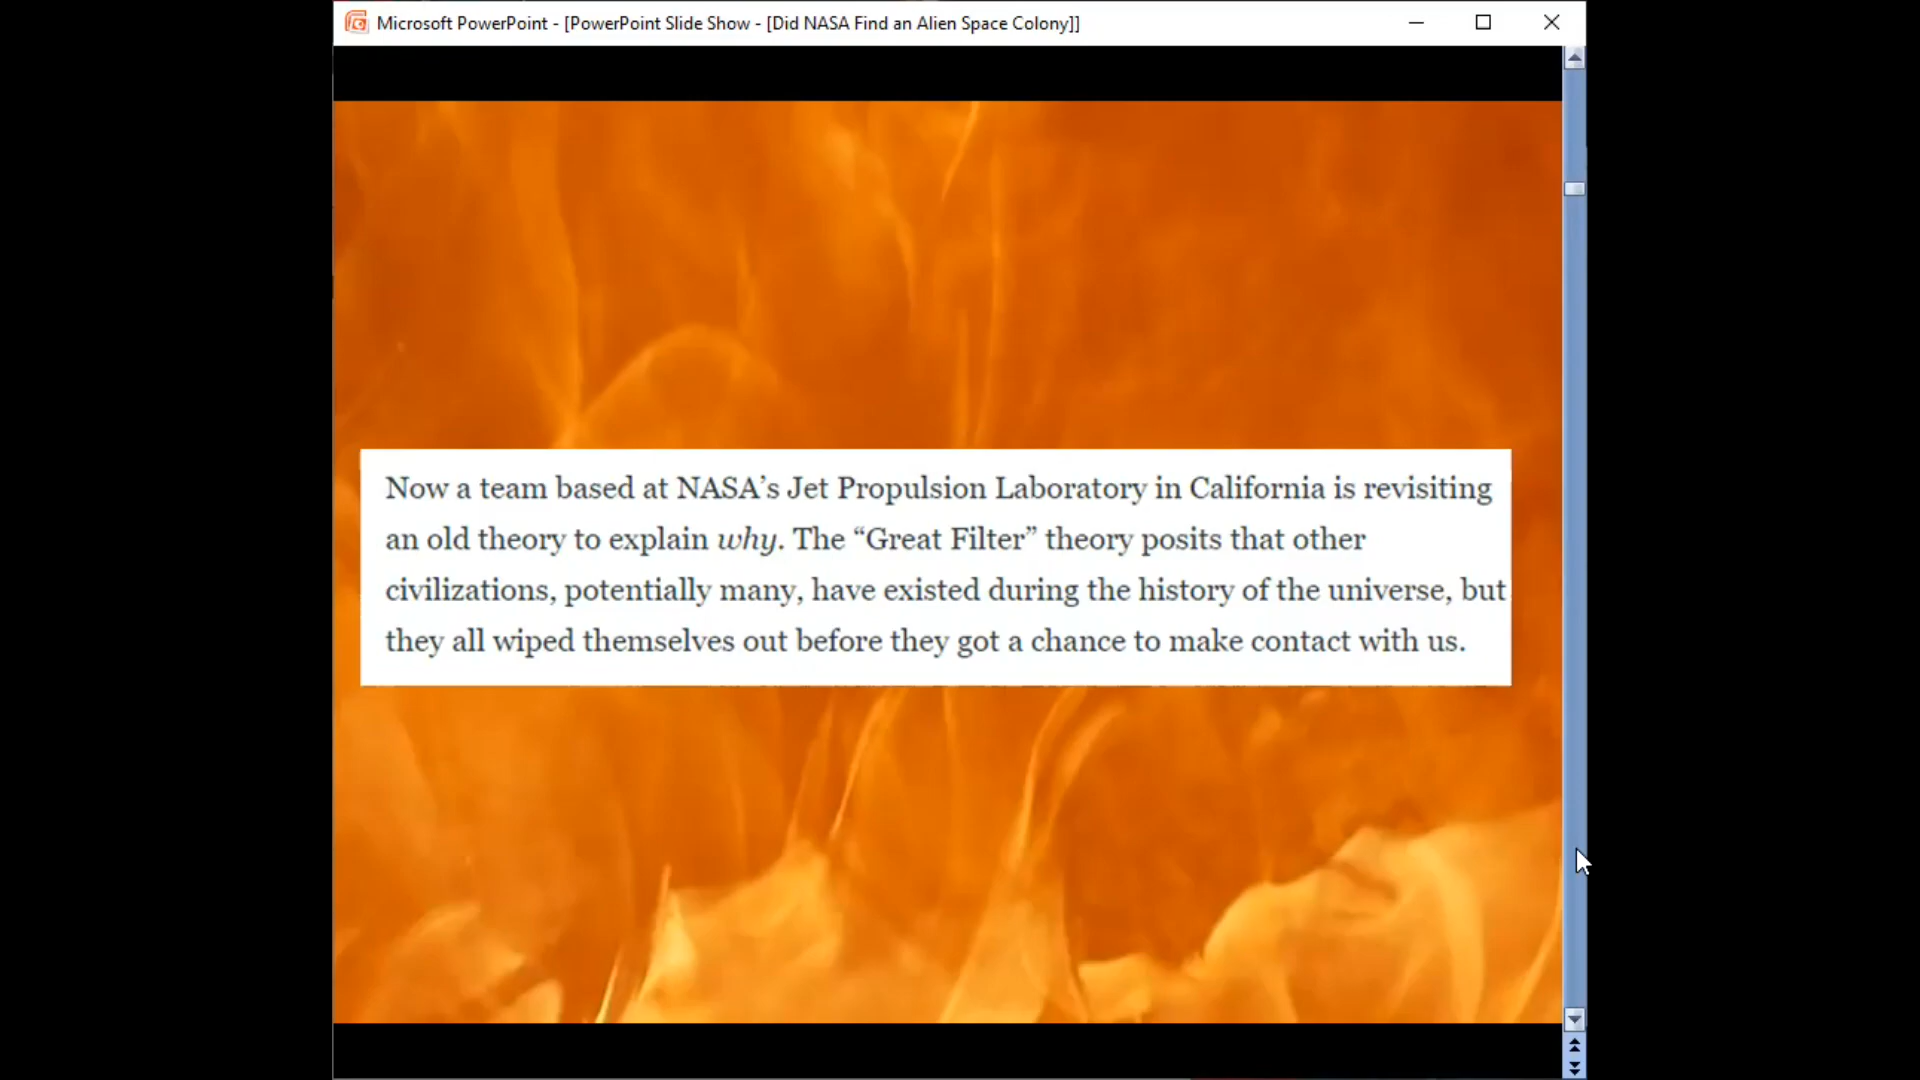 Microsoft PowerPoint - [PowerPoint Slide Show - [Did NASA Find an Alien Space Colony]]
Now a team based at NASA’s Jet Propulsion Laboratory in California is revisiting
an old theory to explain why. The “Great Filter” theory posits that other
civilizations, potentially many, have existed during the history of the universe, but
they all wiped themselves out before they got a chance to make contact with us.